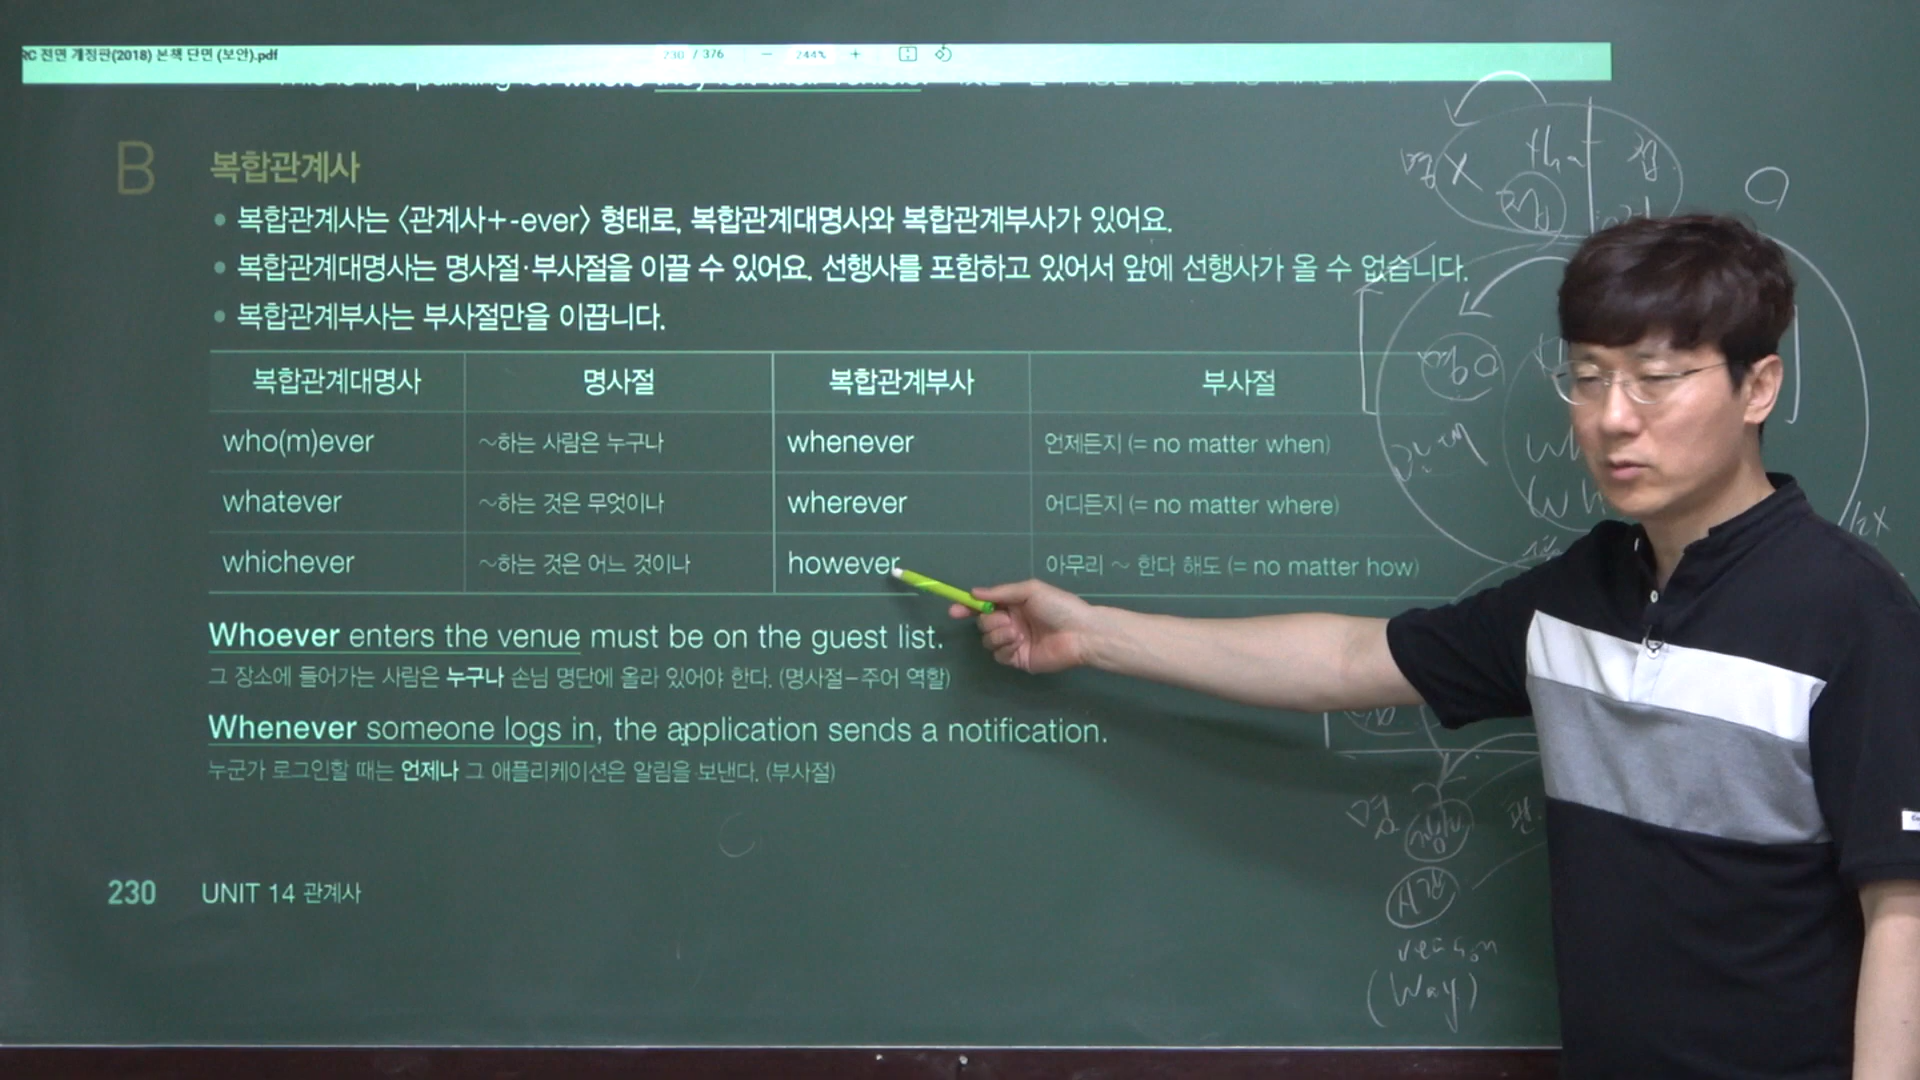 RC 전면 개정판(2018) 본책 단면 (보안).pdf
230 / 376 — 244% +
B 복합관계사
• 복합관계사는 〈관계사+-ever〉 형태로, 복합관계대명사와 복합관계부사가 있어요.
• 복합관계대명사는 명사절·부사절을 이끌 수 있어요. 선행사를 포함하고 있어서 앞에 선행사가 올 수 없습니다.
• 복합관계부사는 부사절만을 이끕니다.
복합관계대명사 명사절 복합관계부사 부사절
who(m)ever ~하는 사람은 누구나 whenever 언제든지 (= no matter when)
whatever ~하는 것은 무엇이나 wherever 어디든지 (= no matter where)
whichever ~하는 것은 어느 것이나 however 아무리 ~ 한다 해도 (= no matter how)
Whoever enters the venue must be on the guest list.
그 장소에 들어가는 사람은 누구나 손님 명단에 올라 있어야 한다. (명사절–주어 역할)
Whenever someone logs in, the application sends a notification.
누군가 로그인할 때는 언제나 그 애플리케이션은 알림을 보낸다. (부사절)
230 UNIT 14 관계사
명 X
명 O
명
시간
reason
(way)